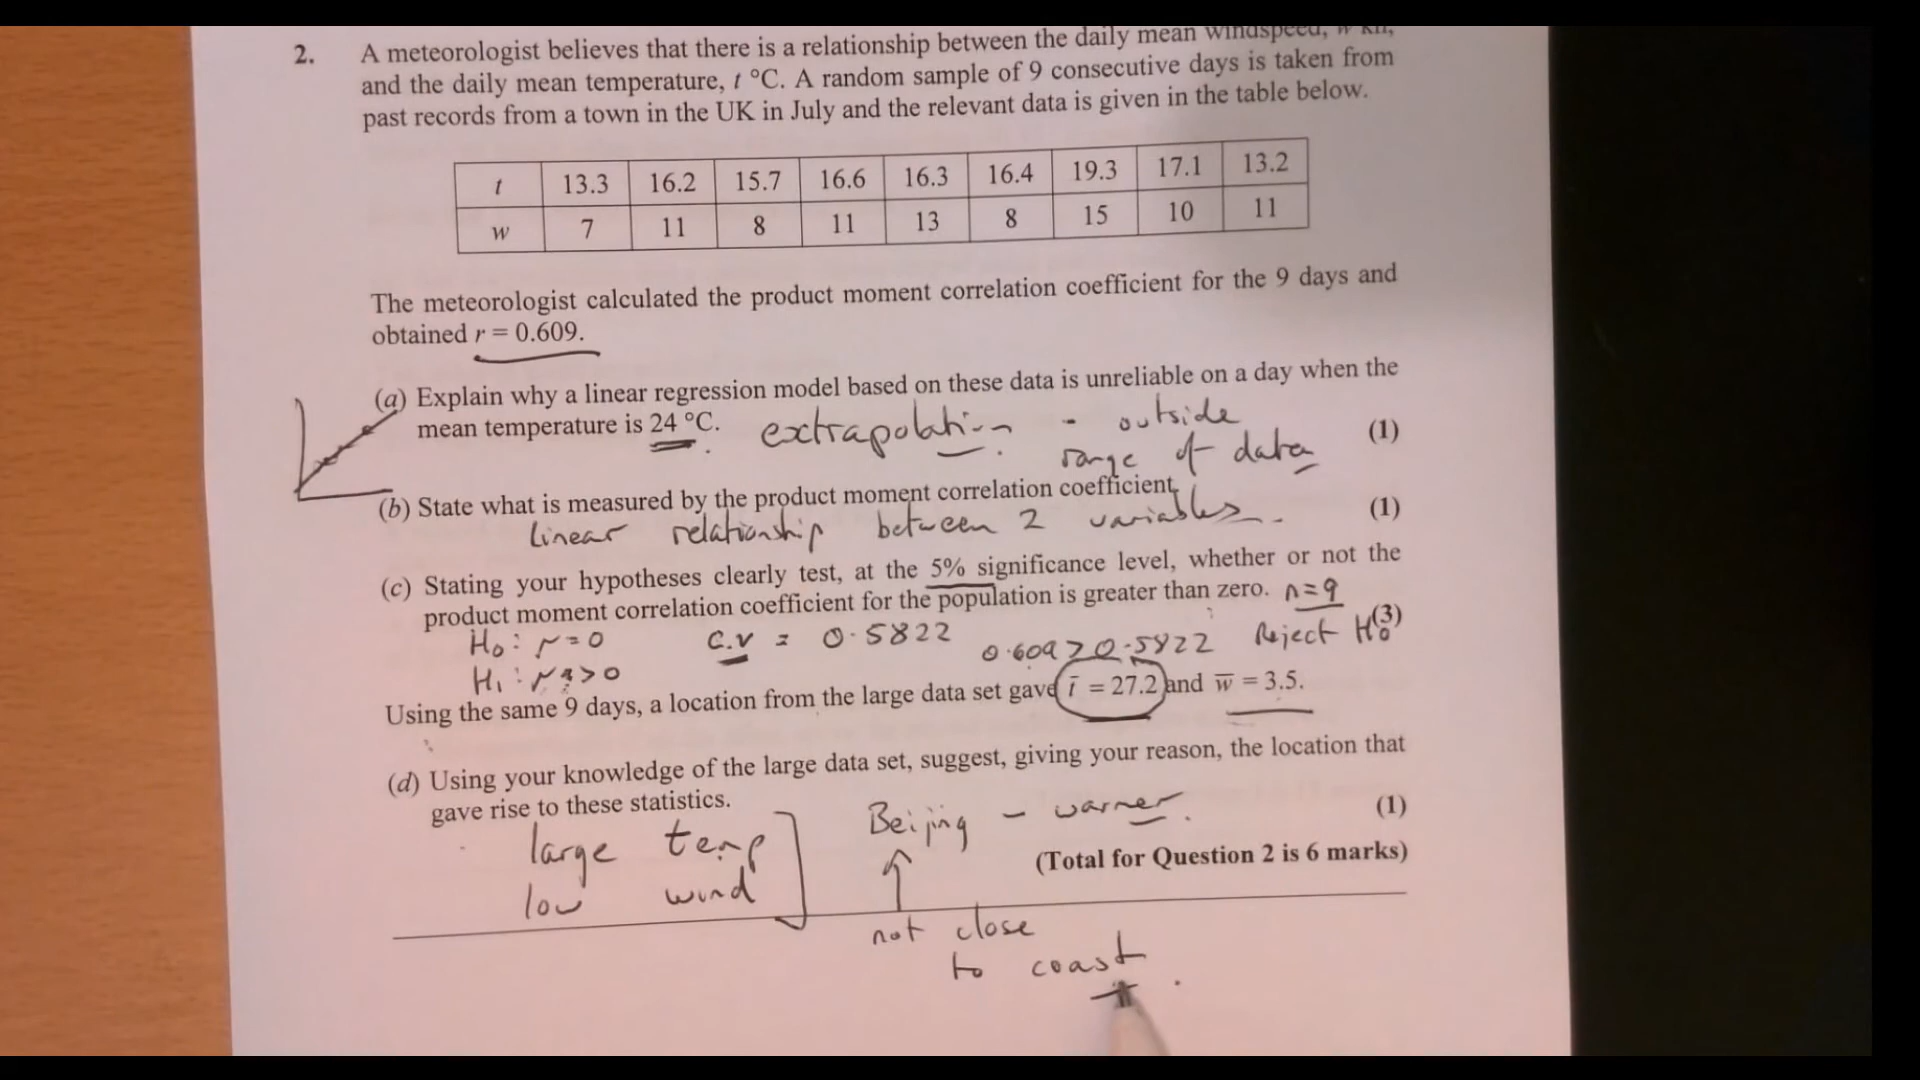 2. A meteorologist believes that there is a relationship between the daily mean windspeed, w kn,
and the daily mean temperature, t °C. A random sample of 9 consecutive days is taken from
past records from a town in the UK in July and the relevant data is given in the table below.
t 13.3 16.2 15.7 16.6 16.3 16.4 19.3 17.1 13.2
w 7 11 8 11 13 8 15 10 11
The meteorologist calculated the product moment correlation coefficient for the 9 days and
obtained r = 0.609.
(a) Explain why a linear regression model based on these data is unreliable on a day when the
mean temperature is 24 °C. extrapolation - outside
range of data (1)
(b) State what is measured by the product moment correlation coefficient.
linear relationship between 2 variables. (1)
(c) Stating your hypotheses clearly test, at the 5% significance level, whether or not the
product moment correlation coefficient for the population is greater than zero. n=9
(3)
H₀: r=0 C.V = 0.5822 0.609>0.5822 Reject H₀
H₁: r>0
Using the same 9 days, a location from the large data set gave t̄ = 27.2 and w̄ = 3.5.
(d) Using your knowledge of the large data set, suggest, giving your reason, the location that
gave rise to these statistics.
(1)
large temp Beijing - warmer.
(Total for Question 2 is 6 marks)
low wind
not close
to coast.